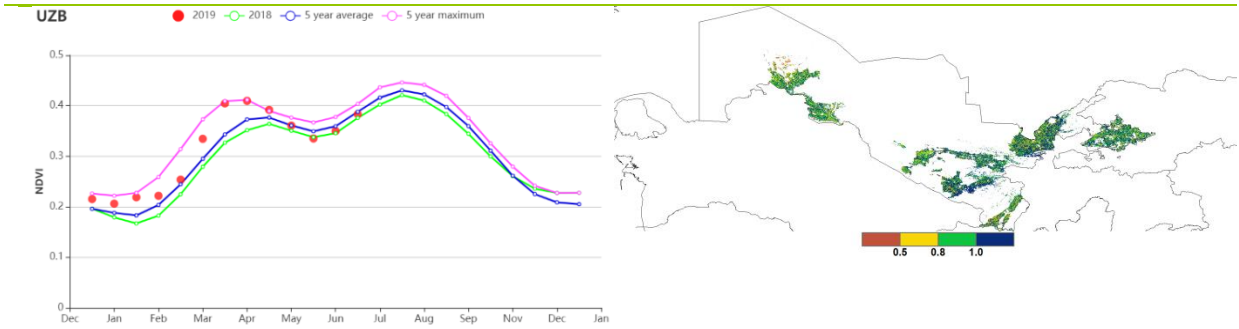 UZB
2019 2018 5 year average 5 year maximum
0.5
0.4
0.3
0.2
0.1
0
NDVI
Dec Jan Feb Mar Apr May Jun Jul Aug Sep Nov Dec Jan
0.5 0.8 1.0